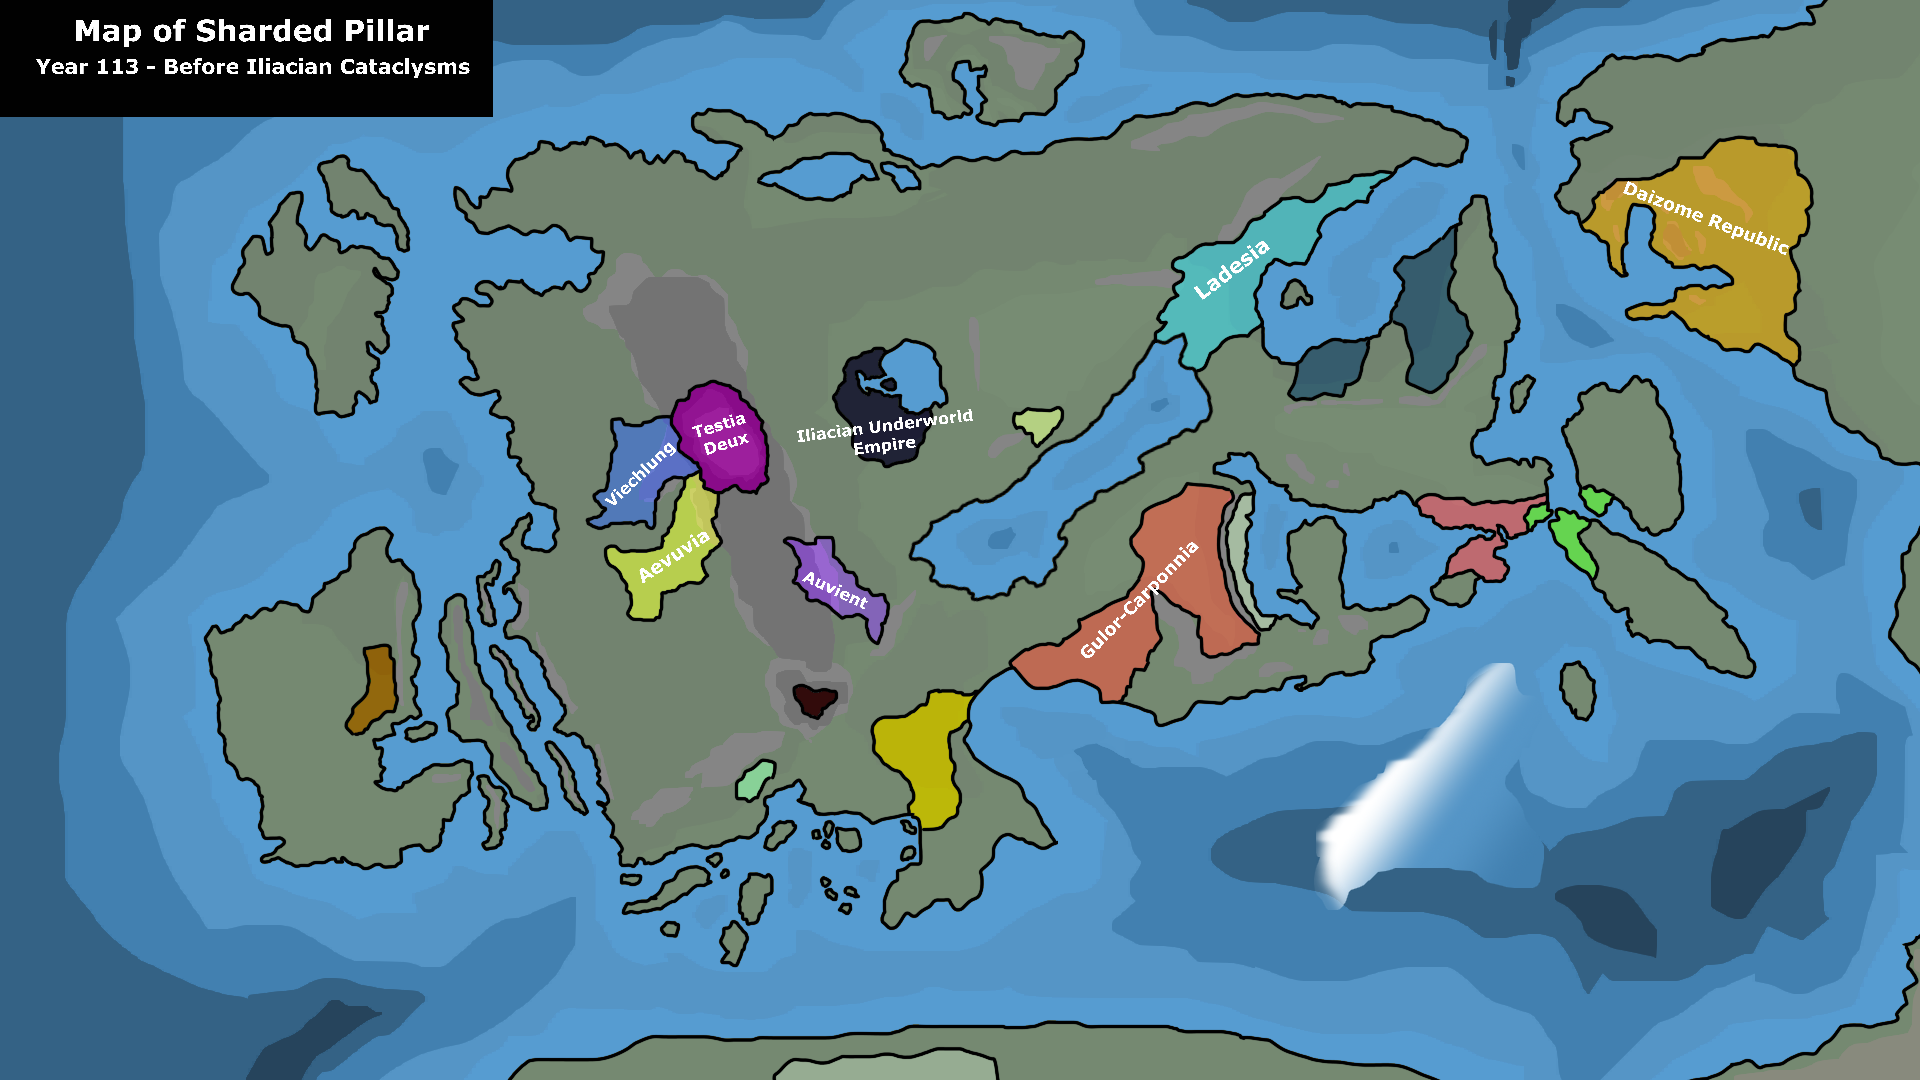 Map of Sharded Pillar
Year 113 - Before Iliacian Cataclysms
Daizome Republic
Ladesia
Testia
Deux
Iliacian Underworld
Empire
Viechlung
Aevuvia
Auvient
Gulor-Carponnia